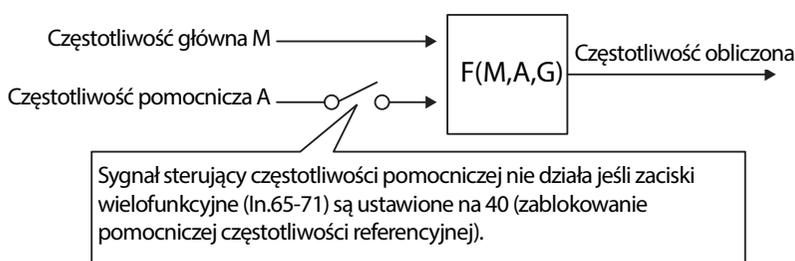 Częstotliwość główna M
Częstotliwość pomocnicza A
F(M,A,G)
Częstotliwość obliczona
Sygnał sterujący częstotliwości pomocniczej nie działa jeśli zaciski
wielofunkcyjne (In.65-71) są ustawione na 40 (zablokowanie
pomocniczej częstotliwości referencyjnej).